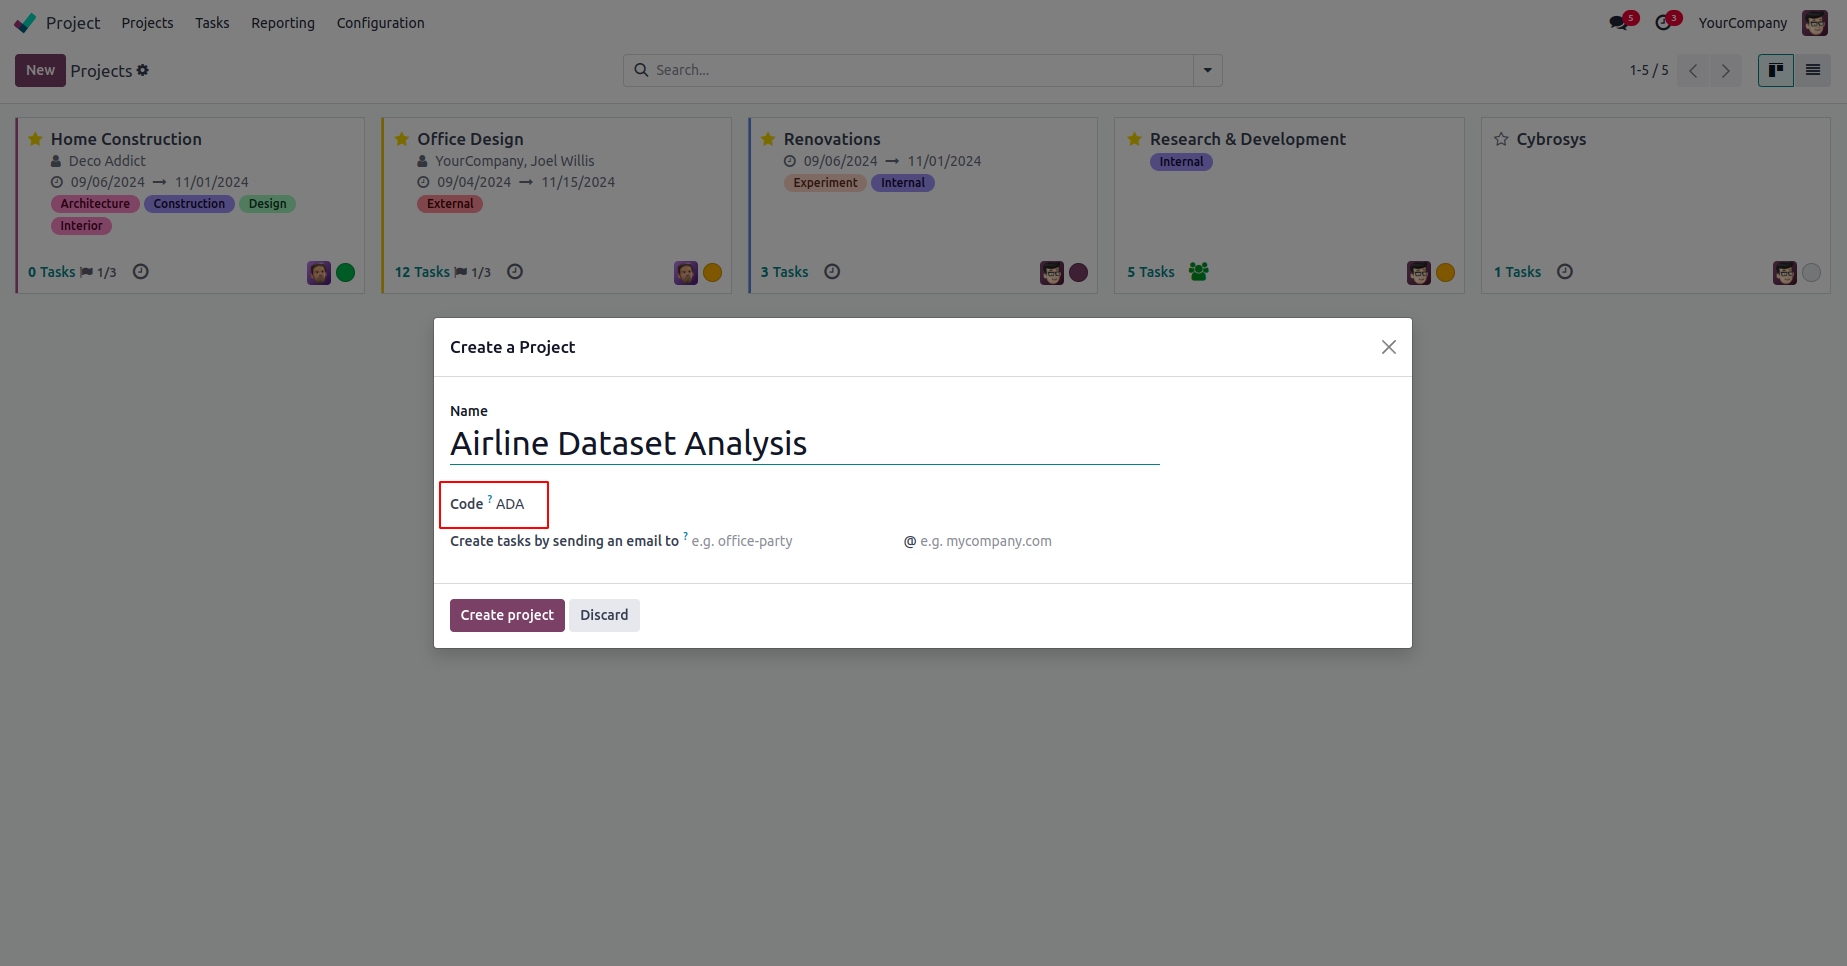 Project Projects Tasks Reporting Configuration 5 3 YourCompany
New Projects Search... 1-5 / 5
Home Construction
Deco Addict
09/06/2024 → 11/01/2024
Architecture Construction Design
Interior
0 Tasks 1/3
Office Design
YourCompany, Joel Willis
09/04/2024 → 11/15/2024
External
12 Tasks 1/3
Renovations
09/06/2024 → 11/01/2024
Experiment Internal
3 Tasks
Research & Development
Internal
5 Tasks
Cybrosys
1 Tasks
Create a Project
Name
Airline Dataset Analysis
Code ? ADA
Create tasks by sending an email to ? e.g. office-party @ e.g. mycompany.com
Create project Discard